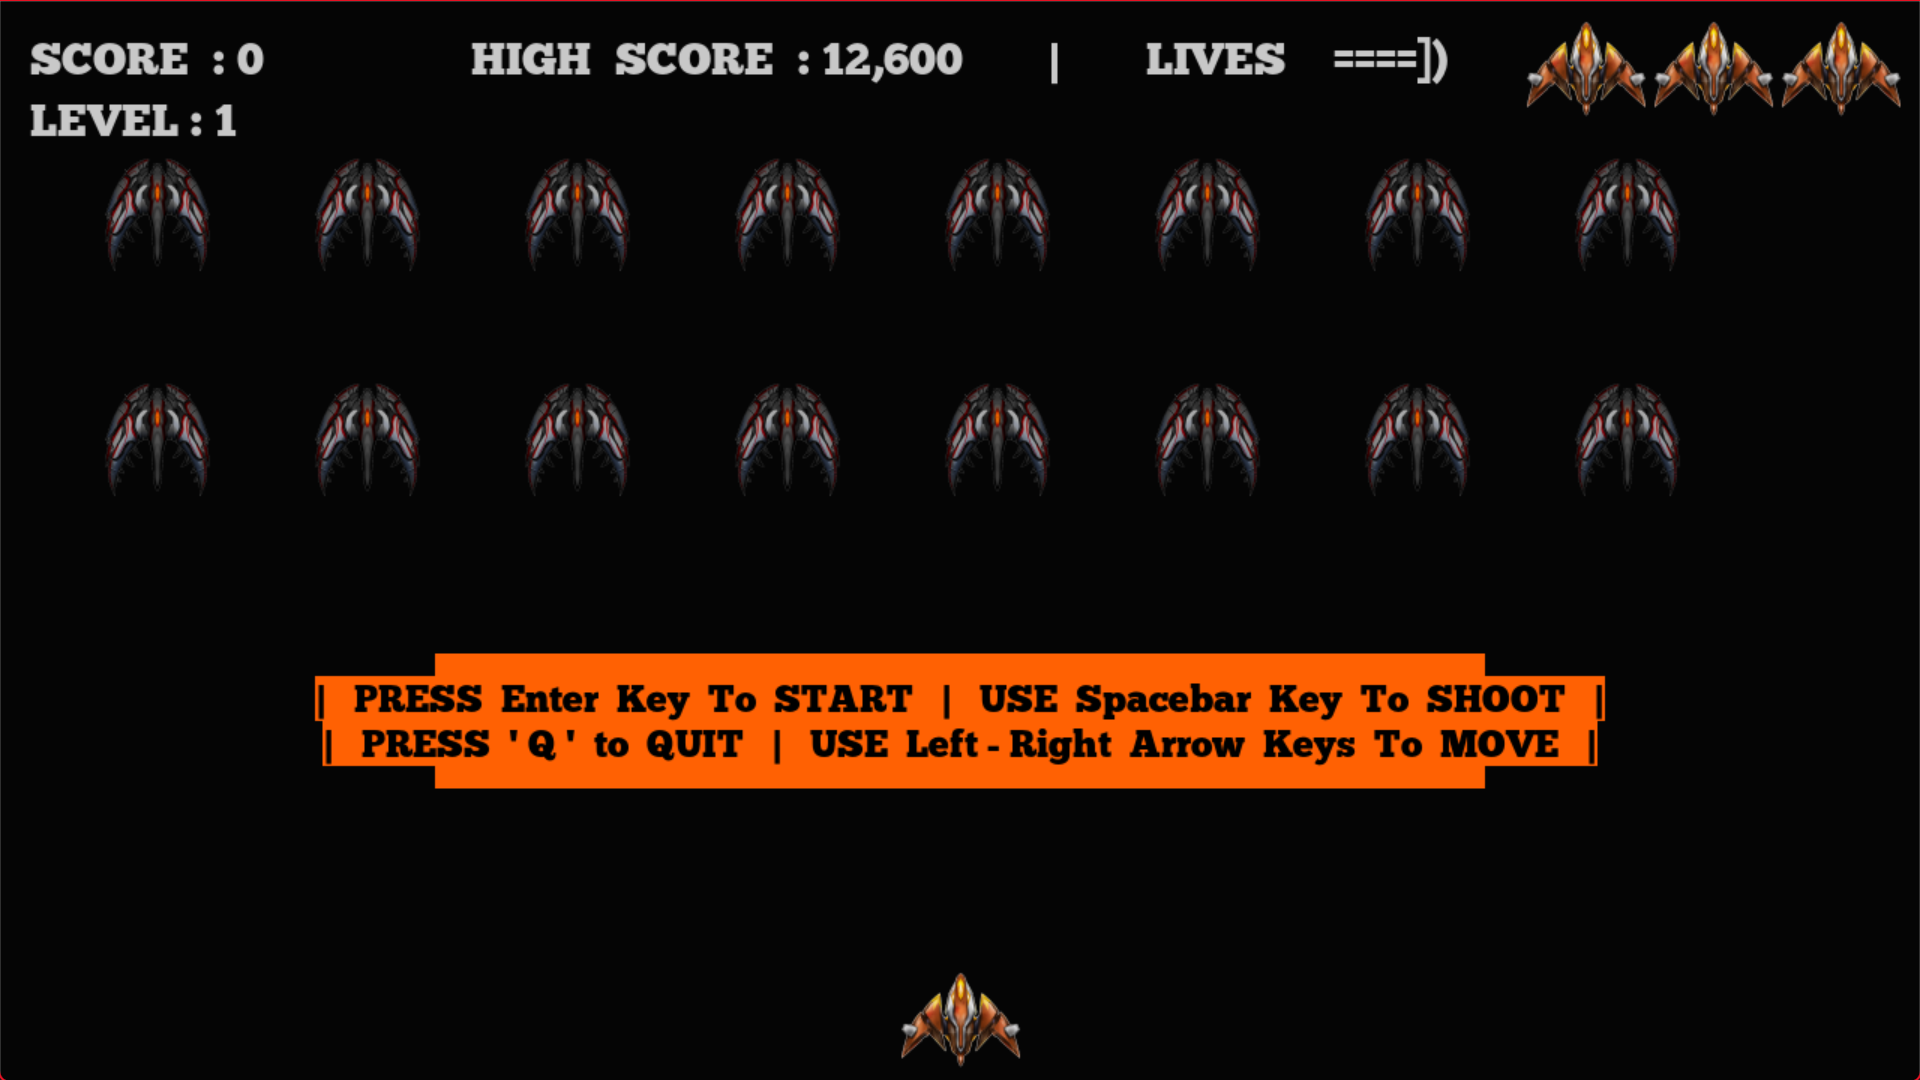 SCORE : 0 HIGH SCORE : 12,600 | LIVES ====])
LEVEL : 1
| PRESS Enter Key To START | USE Spacebar Key To SHOOT |
| PRESS ' Q ' to QUIT | USE Left - Right Arrow Keys To MOVE |